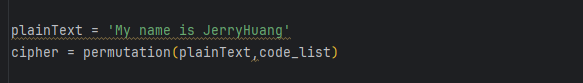 plainText = 'My name is JerryHuang'
cipher = permutation(plainText,code_list)